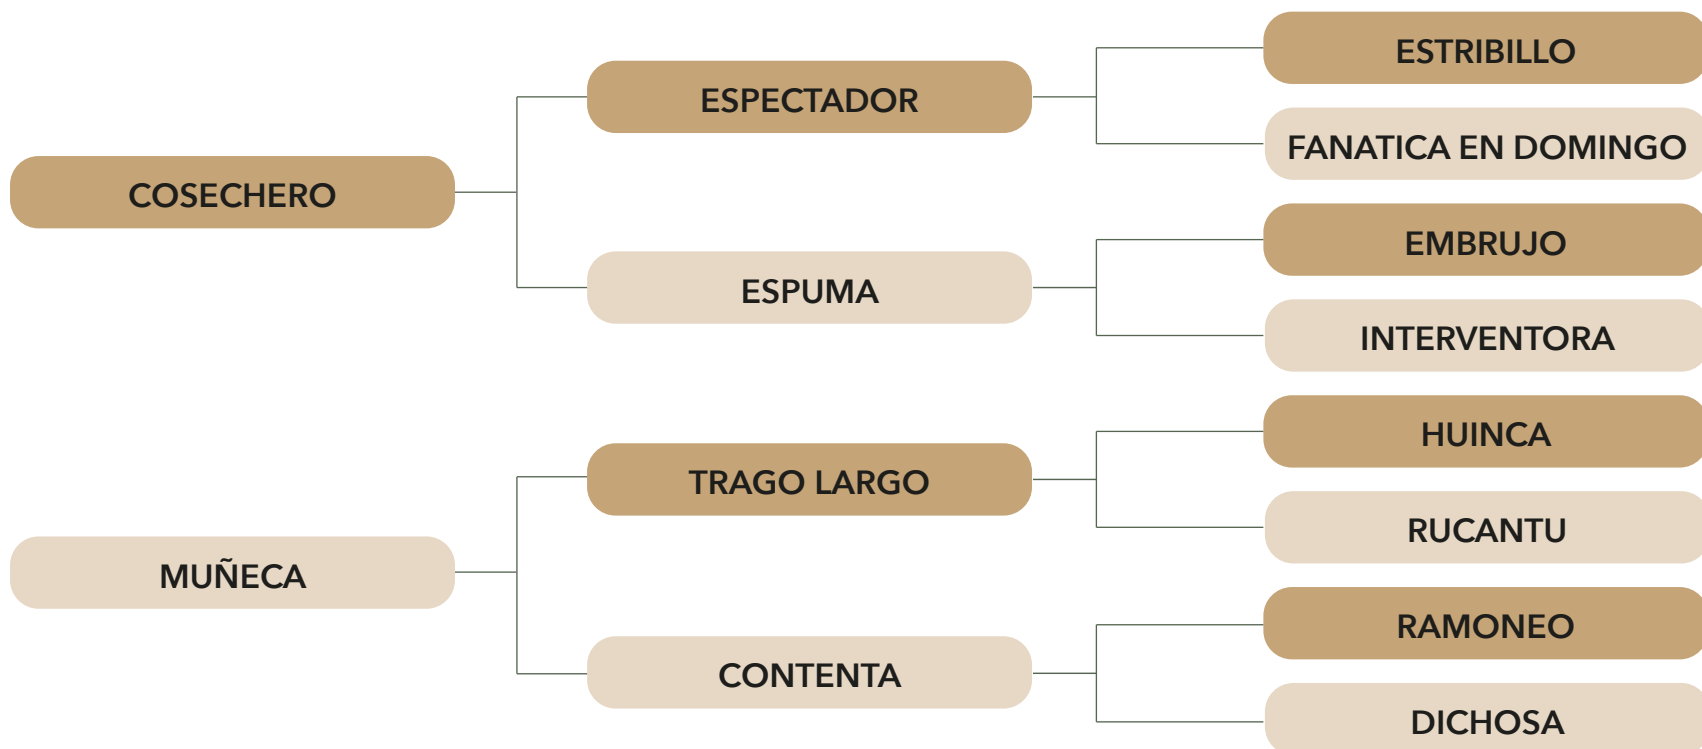 ESTRIBILLO
ESPECTADOR
FANATICA EN DOMINGO
COSECHERO
EMBRUJO
ESPUMA
INTERVENTORA
HUINCA
TRAGO LARGO
RUCANTU
MUÑECA
RAMONEO
CONTENTA
DICHOSA